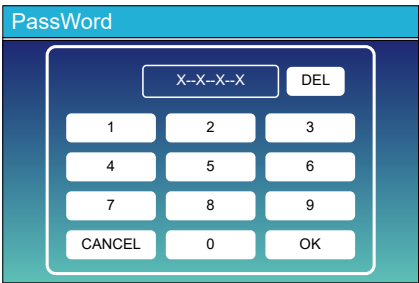 PassWord
X--X--X--X DEL
1 2 3
4 5 6
7 8 9
CANCEL 0 OK